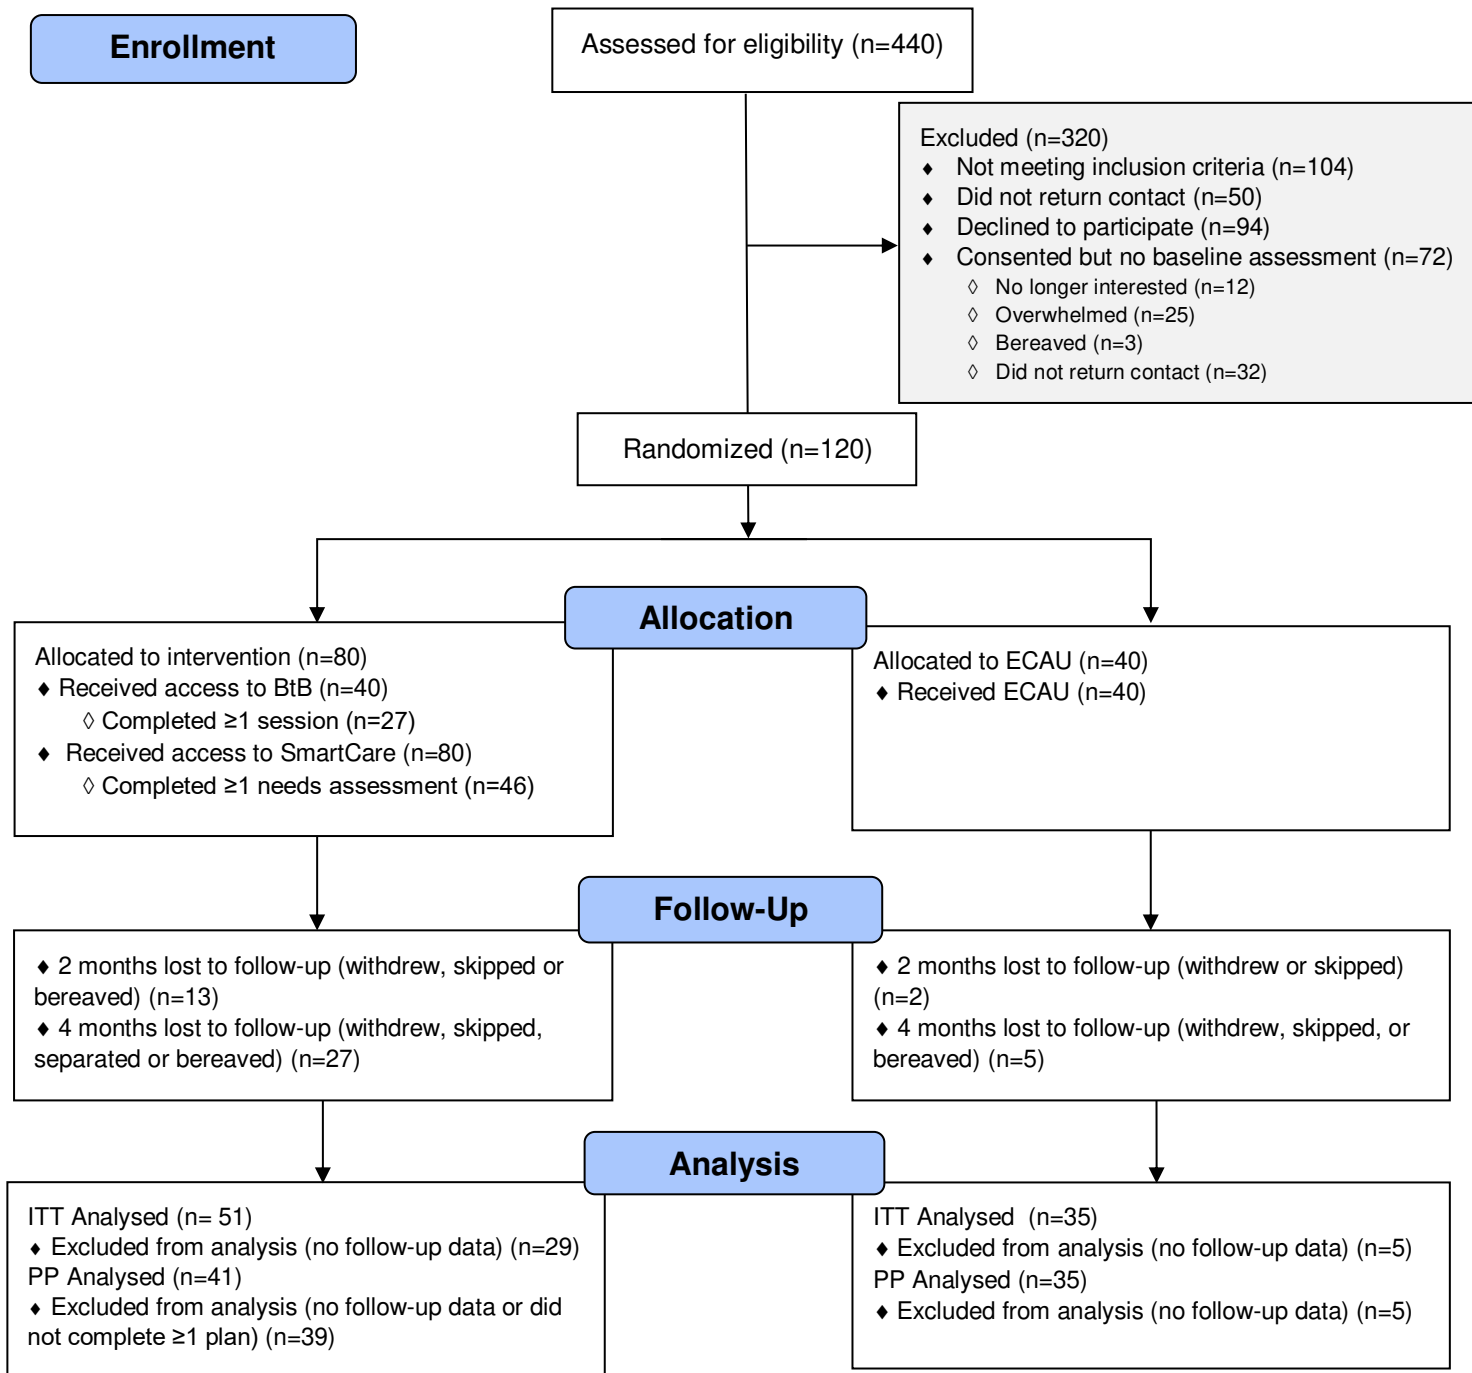 Enrollment
Assessed for eligibility (n=440)
Excluded (n=320)
♦ Not meeting inclusion criteria (n=104)
♦ Did not return contact (n=50)
♦ Declined to participate (n=94)
♦ Consented but no baseline assessment (n=72)
◊ No longer interested (n=12)
◊ Overwhelmed (n=25)
◊ Bereaved (n=3)
◊ Did not return contact (n=32)
Randomized (n=120)
Allocation
Allocated to intervention (n=80)
♦ Received access to BtB (n=40)
◊ Completed ≥1 session (n=27)
♦ Received access to SmartCare (n=80)
◊ Completed ≥1 needs assessment (n=46)
Allocated to ECAU (n=40)
♦ Received ECAU (n=40)
Follow-Up
♦ 2 months lost to follow-up (withdrew, skipped or
bereaved) (n=13)
♦ 4 months lost to follow-up (withdrew, skipped,
separated or bereaved) (n=27)
♦ 2 months lost to follow-up (withdrew or skipped)
(n=2)
♦ 4 months lost to follow-up (withdrew, skipped, or
bereaved) (n=5)
Analysis
ITT Analysed (n= 51)
♦ Excluded from analysis (no follow-up data) (n=29)
PP Analysed (n=41)
♦ Excluded from analysis (no follow-up data or did
not complete ≥1 plan) (n=39)
ITT Analysed (n=35)
♦ Excluded from analysis (no follow-up data) (n=5)
PP Analysed (n=35)
♦ Excluded from analysis (no follow-up data) (n=5)